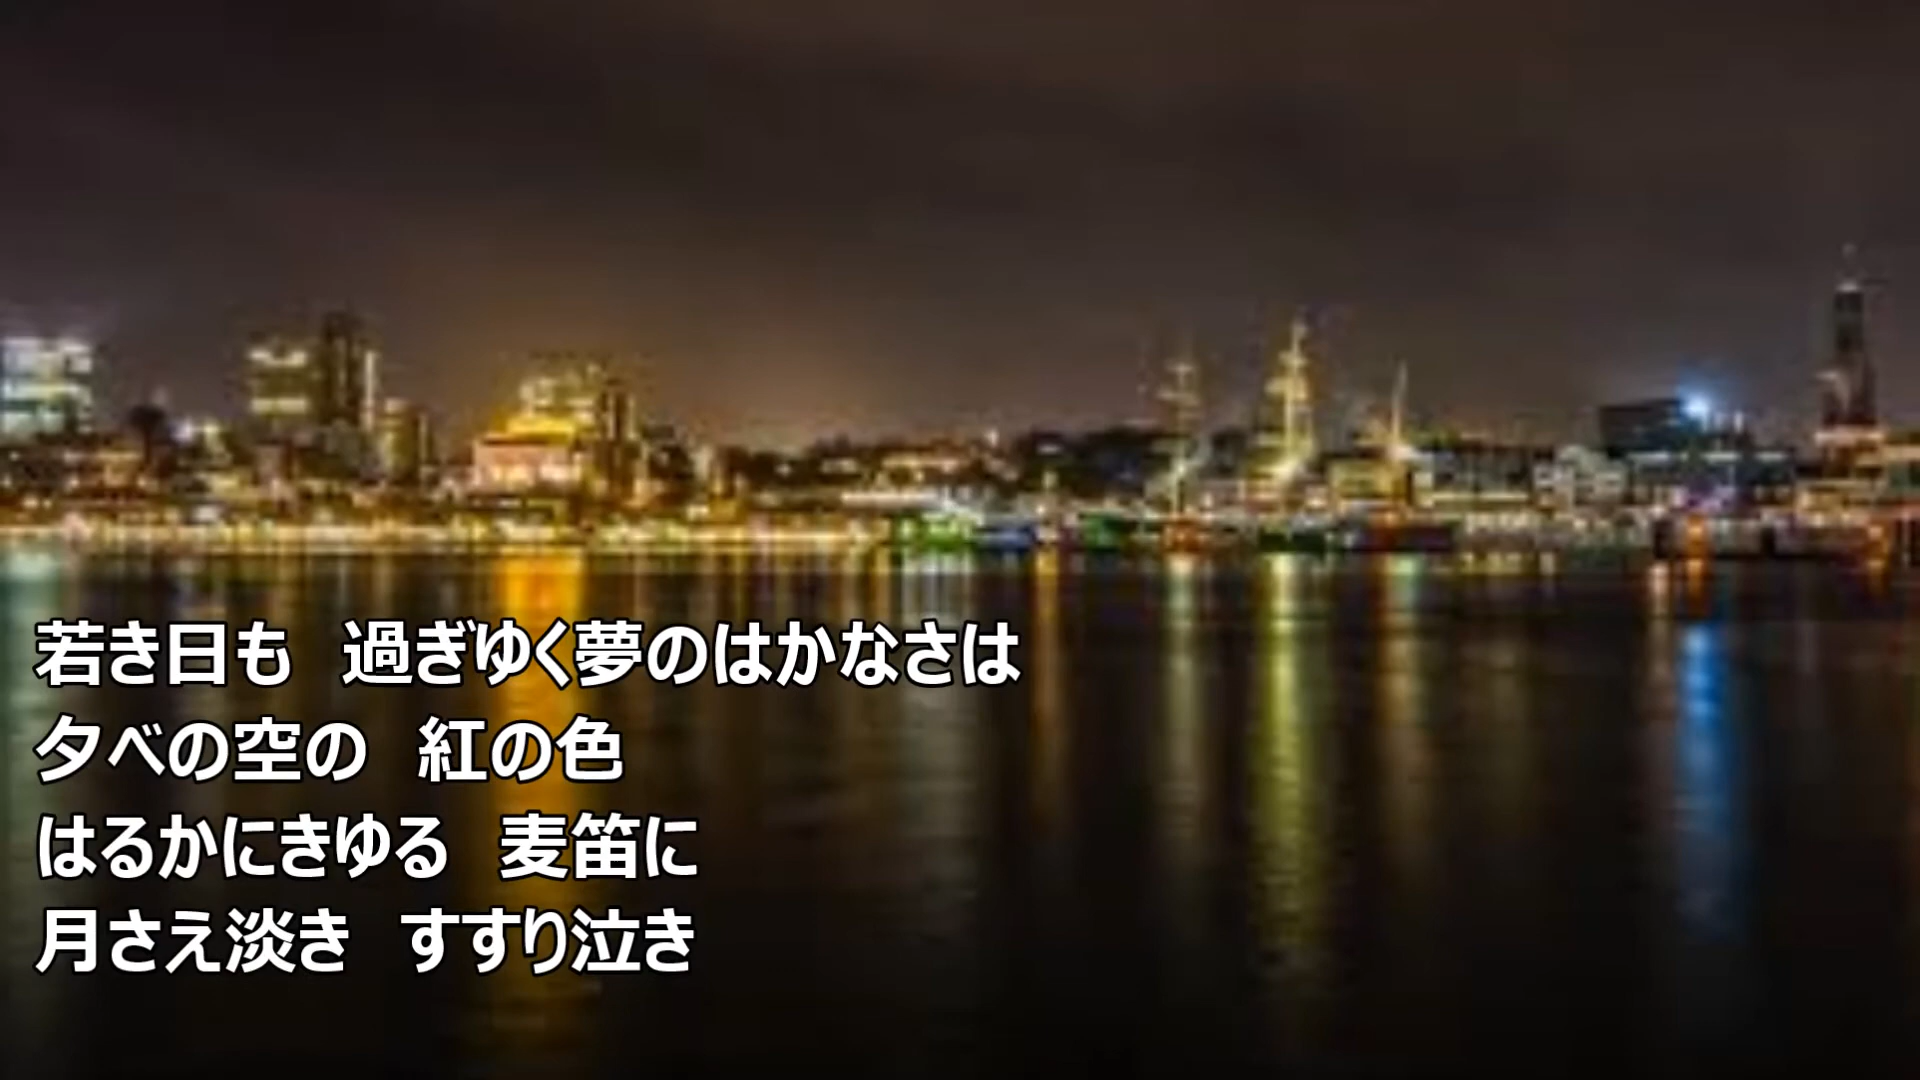 若き日も　過ぎゆく夢のはかなさは
夕べの空の　紅の色
はるかにきゆる　麦笛に
月さえ淡き　すすり泣き